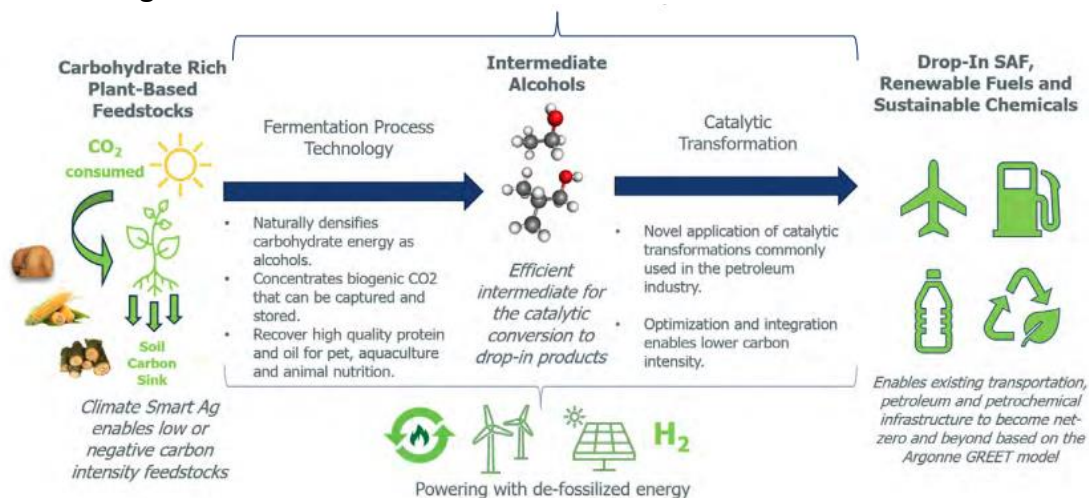 Carbohydrate Rich
Plant-Based
Feedstocks
CO2
consumed
Soil
Carbon
Sink
Climate Smart Ag
enables low or
negative carbon
intensity feedstocks
Fermentation Process
Technology
• Naturally densifies
carbohydrate energy as
alcohols.
• Concentrates biogenic CO2
that can be captured and
stored.
• Recover high quality protein
and oil for pet, aquaculture
and animal nutrition.
Intermediate
Alcohols
Efficient
intermediate for
the catalytic
conversion to
drop-in products
Catalytic
Transformation
• Novel application of catalytic
transformations commonly
used in the petroleum
industry.
• Optimization and integration
enables lower carbon
intensity.
Drop-In SAF,
Renewable Fuels and
Sustainable Chemicals
Enables existing transportation,
petroleum and petrochemical
infrastructure to become net-
zero and beyond based on the
Argonne GREET model
H2
Powering with de-fossilized energy